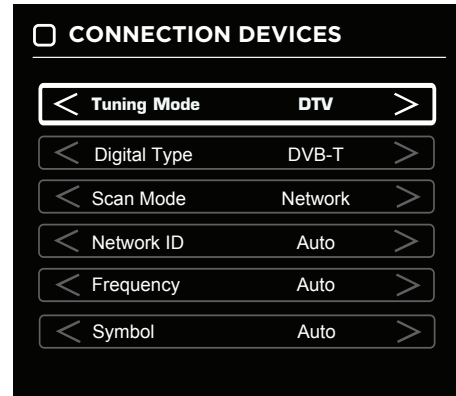 CONNECTION DEVICES
< Tuning Mode DTV >
< Digital Type DVB-T >
< Scan Mode Network >
< Network ID Auto >
< Frequency Auto >
< Symbol Auto >